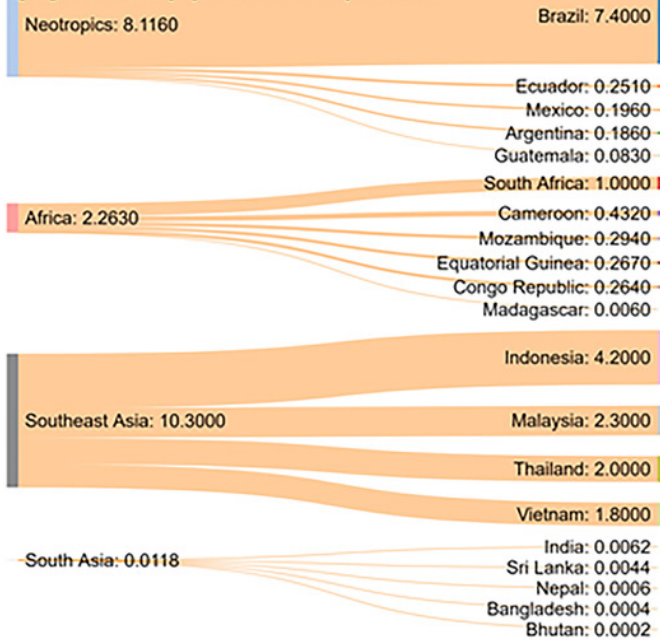 Neotropics: 8.1160
Brazil: 7.4000
Ecuador: 0.2510
Mexico: 0.1960
Argentina: 0.1860
Guatemala: 0.0830
Africa: 2.2630
South Africa: 1.0000
Cameroon: 0.4320
Mozambique: 0.2940
Equatorial Guinea: 0.2670
Congo Republic: 0.2640
Madagascar: 0.0060
Southeast Asia: 10.3000
Indonesia: 4.2000
Malaysia: 2.3000
Thailand: 2.0000
Vietnam: 1.8000
South Asia: 0.0118
India: 0.0062
Sri Lanka: 0.0044
Nepal: 0.0006
Bangladesh: 0.0004
Bhutan: 0.0002